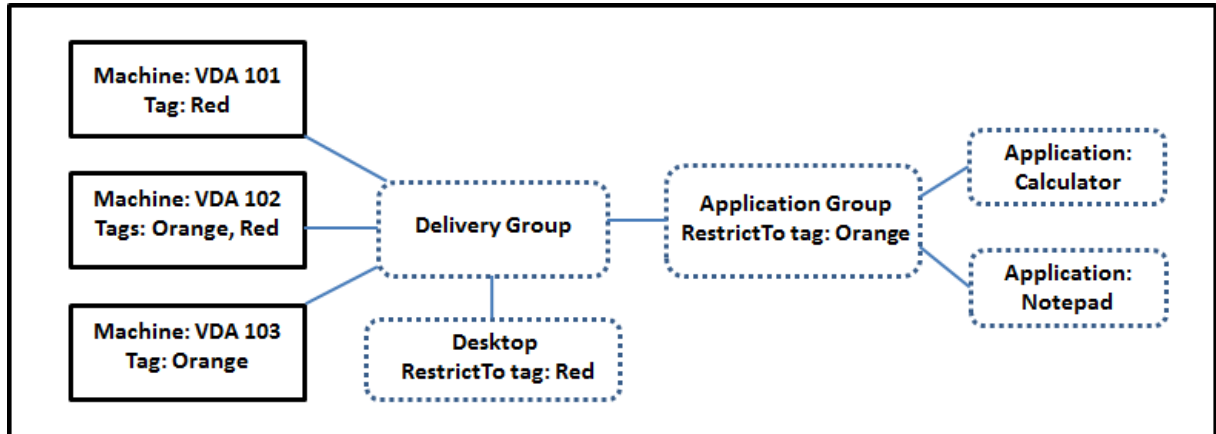 Machine: VDA 101
Tag: Red
Machine: VDA 102
Tags: Orange, Red
Machine: VDA 103
Tag: Orange
Delivery Group
Desktop
RestrictTo tag: Red
Application Group
RestrictTo tag: Orange
Application:
Calculator
Application:
Notepad